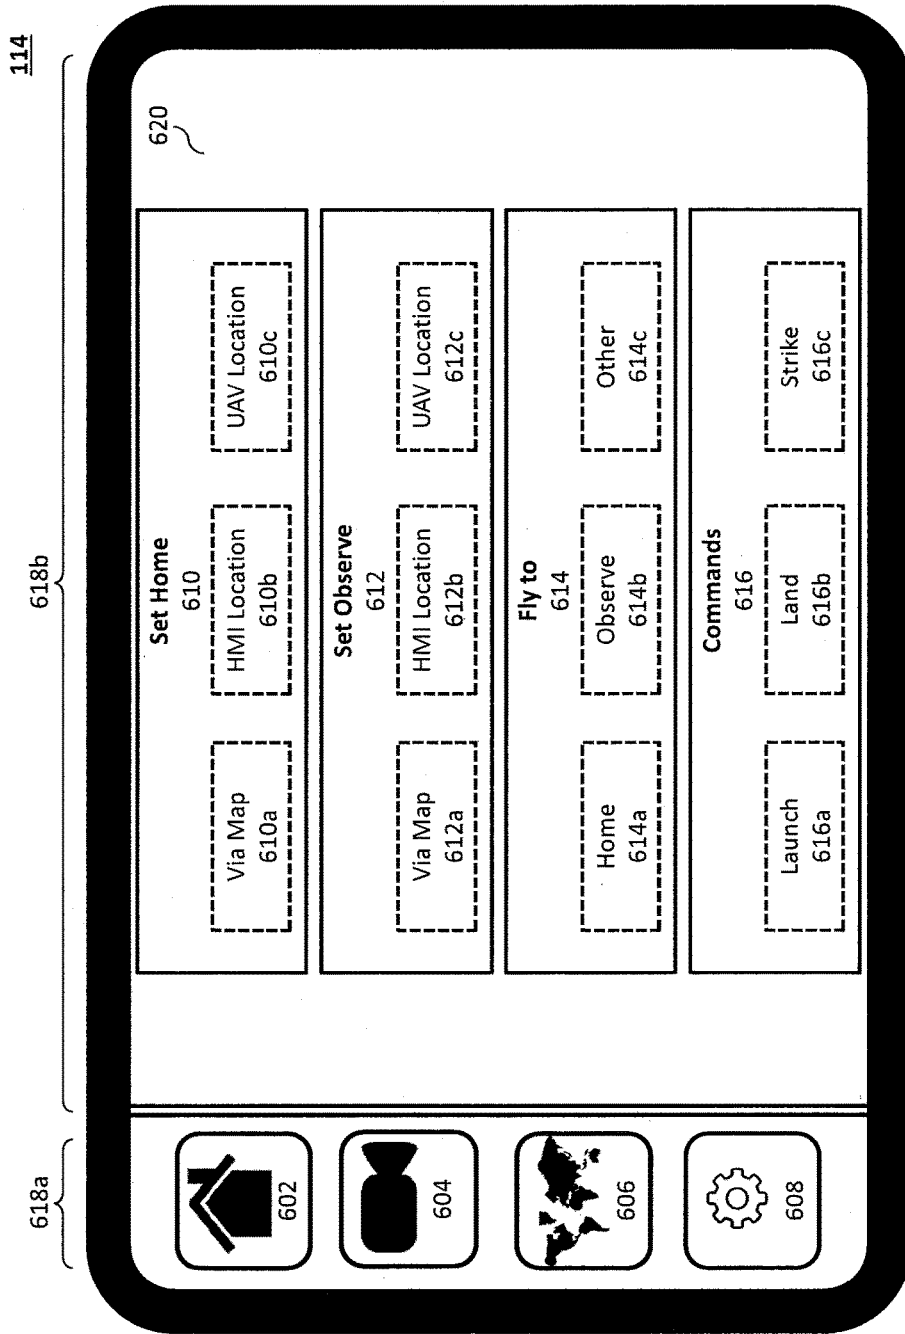 114
618a
618b
602
604
606
608
620
Set Home
610
Via Map
610a
HMI Location
610b
UAV Location
610c
Set Observe
612
Via Map
612a
HMI Location
612b
UAV Location
612c
Fly to
614
Home
614a
Observe
614b
Other
614c
Commands
616
Launch
616a
Land
616b
Strike
616c